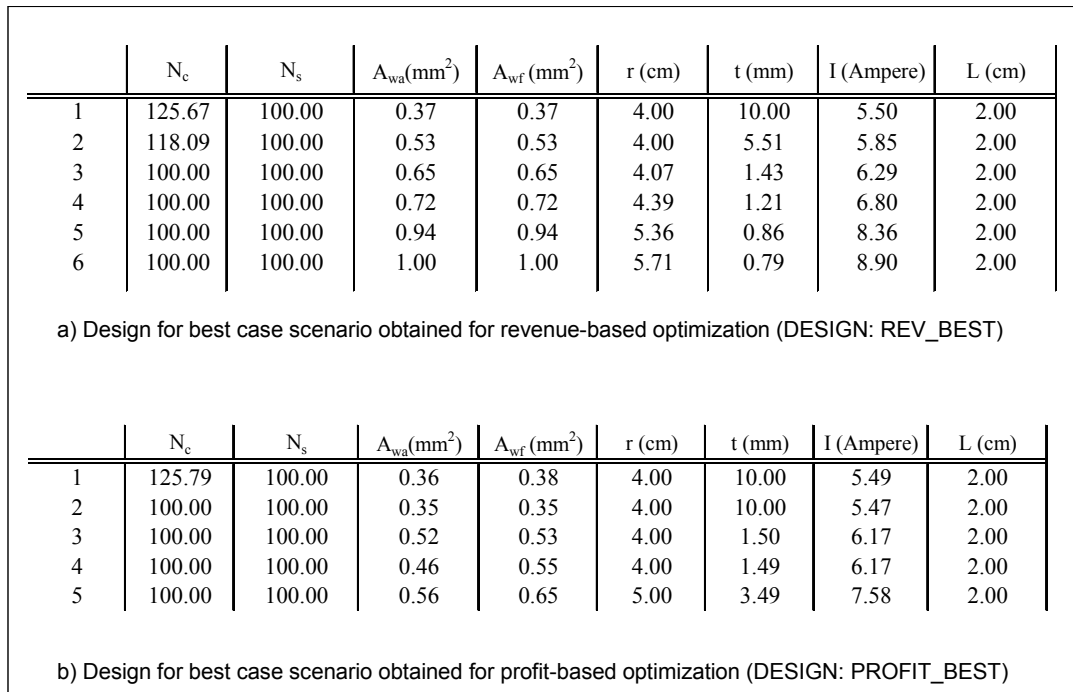 N_c N_s A_wa(mm²) A_wf (mm²) r (cm) t (mm) I (Ampere) L (cm)
1 125.67 100.00 0.37 0.37 4.00 10.00 5.50 2.00
2 118.09 100.00 0.53 0.53 4.00 5.51 5.85 2.00
3 100.00 100.00 0.65 0.65 4.07 1.43 6.29 2.00
4 100.00 100.00 0.72 0.72 4.39 1.21 6.80 2.00
5 100.00 100.00 0.94 0.94 5.36 0.86 8.36 2.00
6 100.00 100.00 1.00 1.00 5.71 0.79 8.90 2.00
a) Design for best case scenario obtained for revenue-based optimization (DESIGN: REV_BEST)
N_c N_s A_wa(mm²) A_wf (mm²) r (cm) t (mm) I (Ampere) L (cm)
1 125.79 100.00 0.36 0.38 4.00 10.00 5.49 2.00
2 100.00 100.00 0.35 0.35 4.00 10.00 5.47 2.00
3 100.00 100.00 0.52 0.53 4.00 1.50 6.17 2.00
4 100.00 100.00 0.46 0.55 4.00 1.49 6.17 2.00
5 100.00 100.00 0.56 0.65 5.00 3.49 7.58 2.00
b) Design for best case scenario obtained for profit-based optimization (DESIGN: PROFIT_BEST)